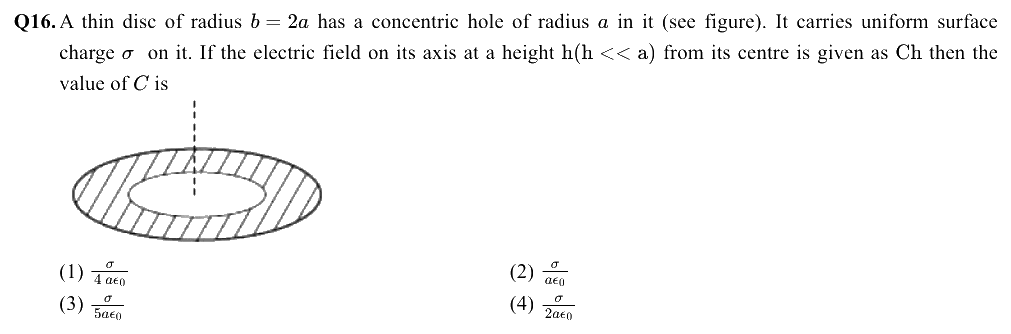 Q16. A thin disc of radius b = 2a has a concentric hole of radius a in it (see figure). It carries uniform surface
charge σ on it. If the electric field on its axis at a height h(h << a) from its centre is given as Ch then the
value of C is
(1) σ/4 aϵ₀ (2) σ/aϵ₀
(3) σ/5aϵ₀ (4) σ/2aϵ₀